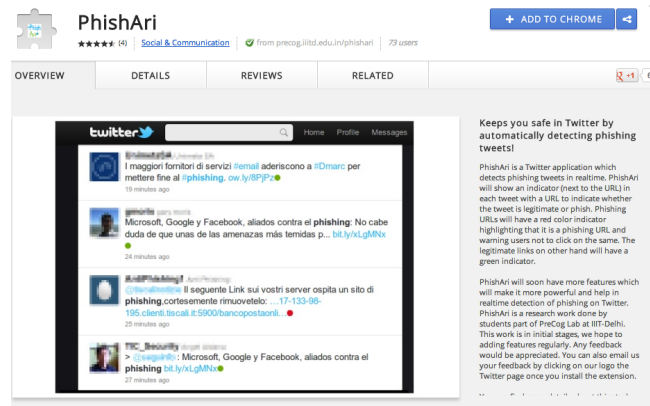 PhishAri
(4) Social & Communication from precog.iiitd.edu.in/phishari 73 users
+ ADD TO CHROME
OVERVIEW DETAILS REVIEWS RELATED
+1
twitter Home Profile Messages
I maggiori fornitori di servizi #email aderiscono a #Dmarc per
mettere fine al #phishing. ow.ly/8PjPz
19 minutes ago
Microsoft, Google y Facebook, aliados contra el phishing: No cabe
duda de que unas de las amenazas más temidas p... bit.ly/xLgMNx
24 minutes ago
Il seguente Link sui vostri server ospita un sito di
phishing,cortesemente rimuovetelo: …17-133-98-
195.clienti.tiscali.it:5900/bancopostaonli…
25 minutes ago
TIC_Security
> @seguinfo : Microsoft, Google y Facebook, aliados contra el
phishing bit.ly/xLgMNx
27 minutes ago
Keeps you safe in Twitter by
automatically detecting phishing
tweets!
PhishAri is a Twitter application which
detects phishing tweets in realtime. PhishAri
will show an indicator (next to the URL) in
each tweet with a URL to indicate whether
the tweet is legitimate or phish. Phishing
URLs will have a red color indicator
highlighting that it is a phishing URL and
warning users not to click on the same. The
legitimate links on other hand will have a
green indicator.
PhishAri will soon have more features which
will make it more powerful and help in
realtime detection of phishing on Twitter.
PhishAri is a research work done by
students part of PreCog Lab at IIIT-Delhi.
This work is in initial stages, we hope to
adding features regularly. Any feedback
would be appreciated. You can also email us
your feedback by clicking on our logo the
Twitter page once you install the extension.